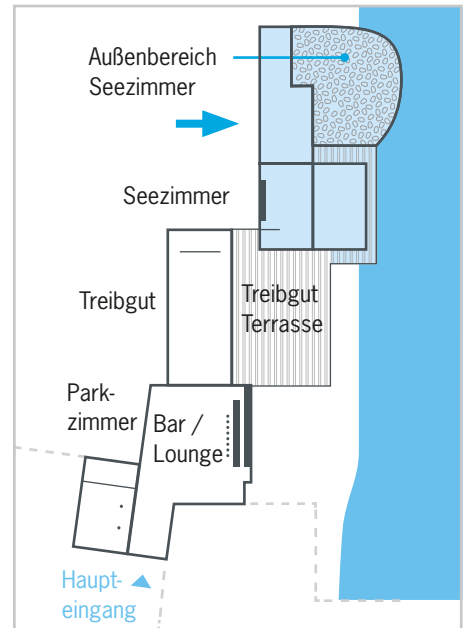 Außenbereich
Seezimmer
Seezimmer
Treibgut
Treibgut
Terrasse
Park-
zimmer
Bar /
Lounge
Haupt-
eingang